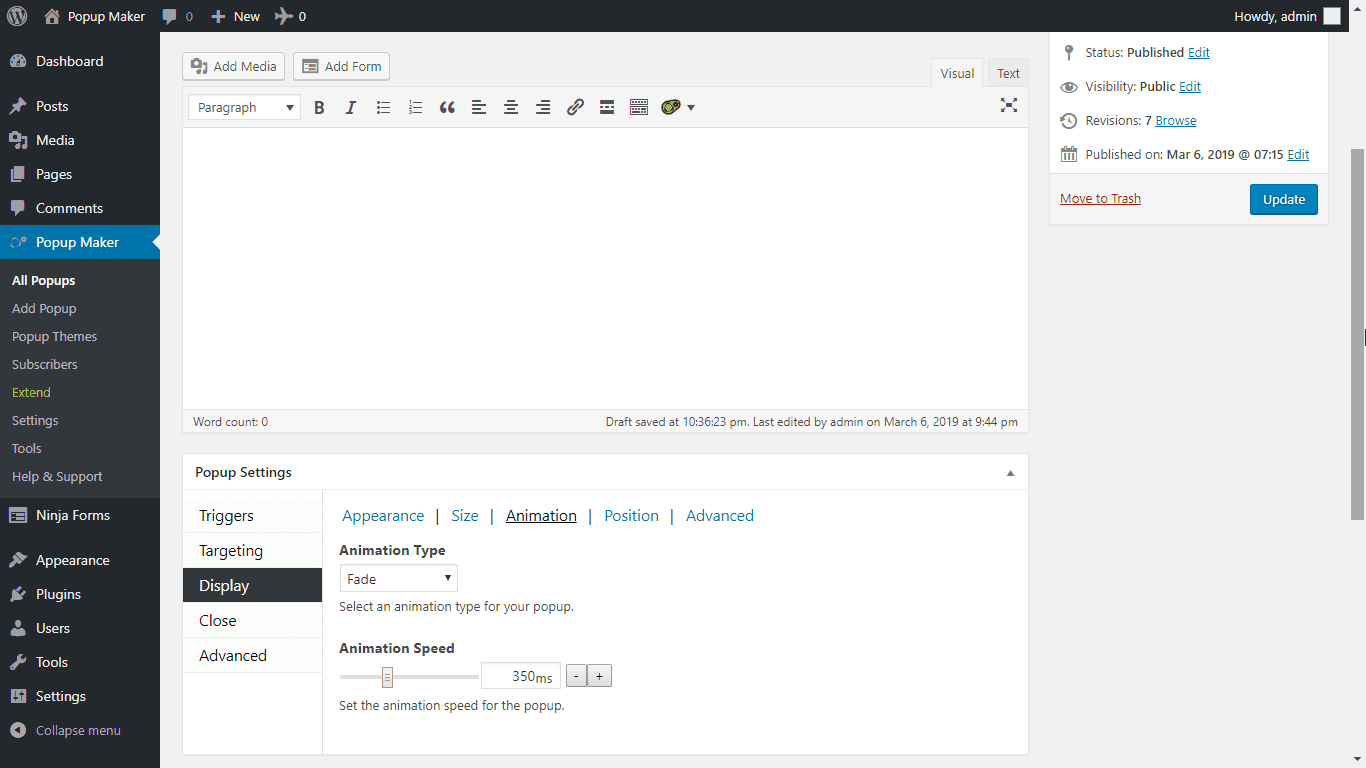 Popup Maker 0 New 0 Howdy, admin
Dashboard
Posts
Media
Pages
Comments
Popup Maker
All Popups
Add Popup
Popup Themes
Subscribers
Extend
Settings
Tools
Help & Support
Ninja Forms
Appearance
Plugins
Users
Tools
Settings
Collapse menu
Add Media Add Form Visual Text
Paragraph B I
Word count: 0 Draft saved at 10:36:23 pm. Last edited by admin on March 6, 2019 at 9:44 pm
Status: Published Edit
Visibility: Public Edit
Revisions: 7 Browse
Published on: Mar 6, 2019 @ 07:15 Edit
Move to Trash Update
Popup Settings
Triggers
Targeting
Display
Close
Advanced
Appearance | Size | Animation | Position | Advanced
Animation Type
Fade
Select an animation type for your popup.
Animation Speed
350ms - +
Set the animation speed for the popup.